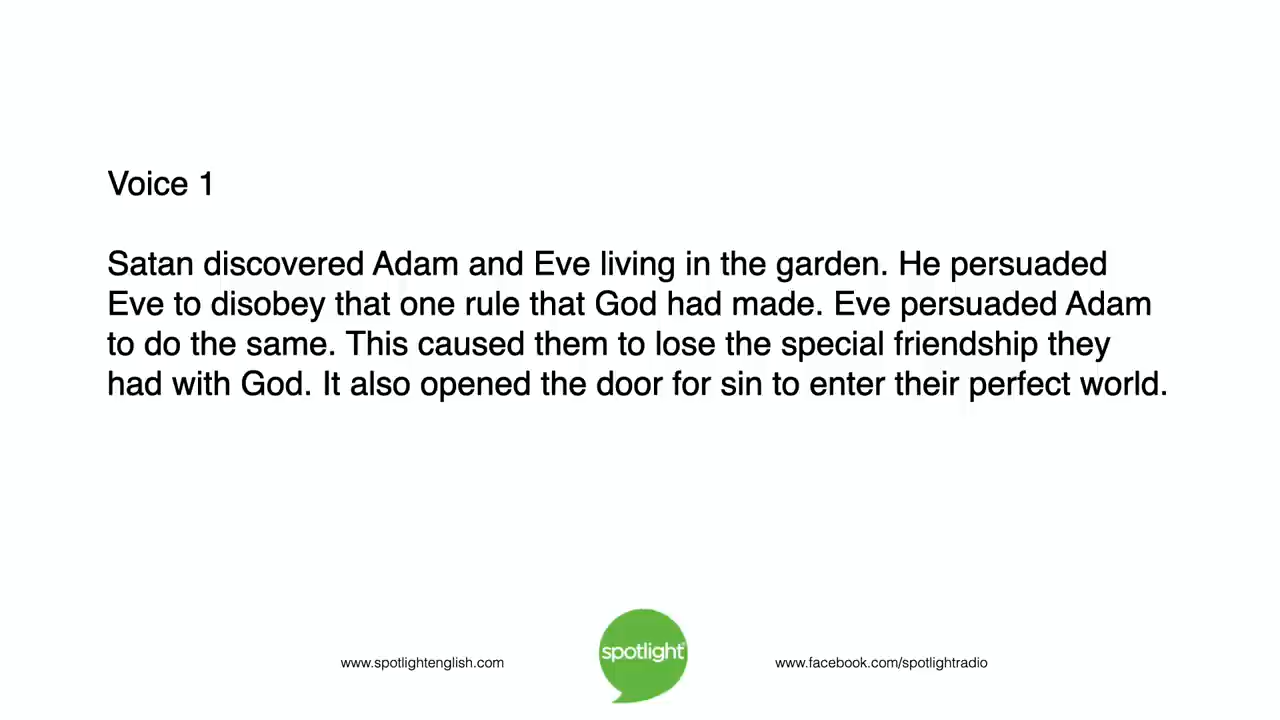 Voice 1
Satan discovered Adam and Eve living in the garden. He persuaded
Eve to disobey that one rule that God had made. Eve persuaded Adam
to do the same. This caused them to lose the special friendship they
had with God. It also opened the door for sin to enter their perfect world.
www.spotlightenglish.com
spotlight
www.facebook.com/spotlightradio